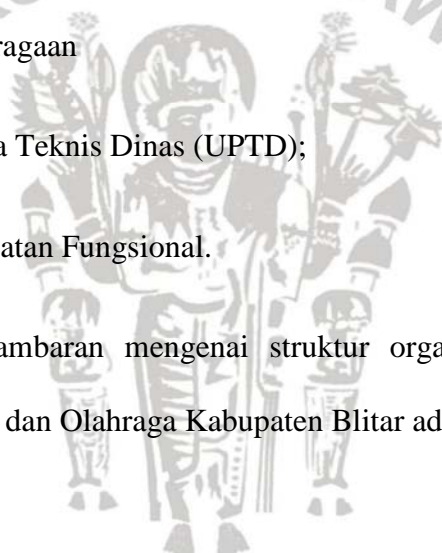 ragaan
a Teknis Dinas (UPTD);
atan Fungsional.
ambaran mengenai struktur orga
dan Olahraga Kabupaten Blitar ad